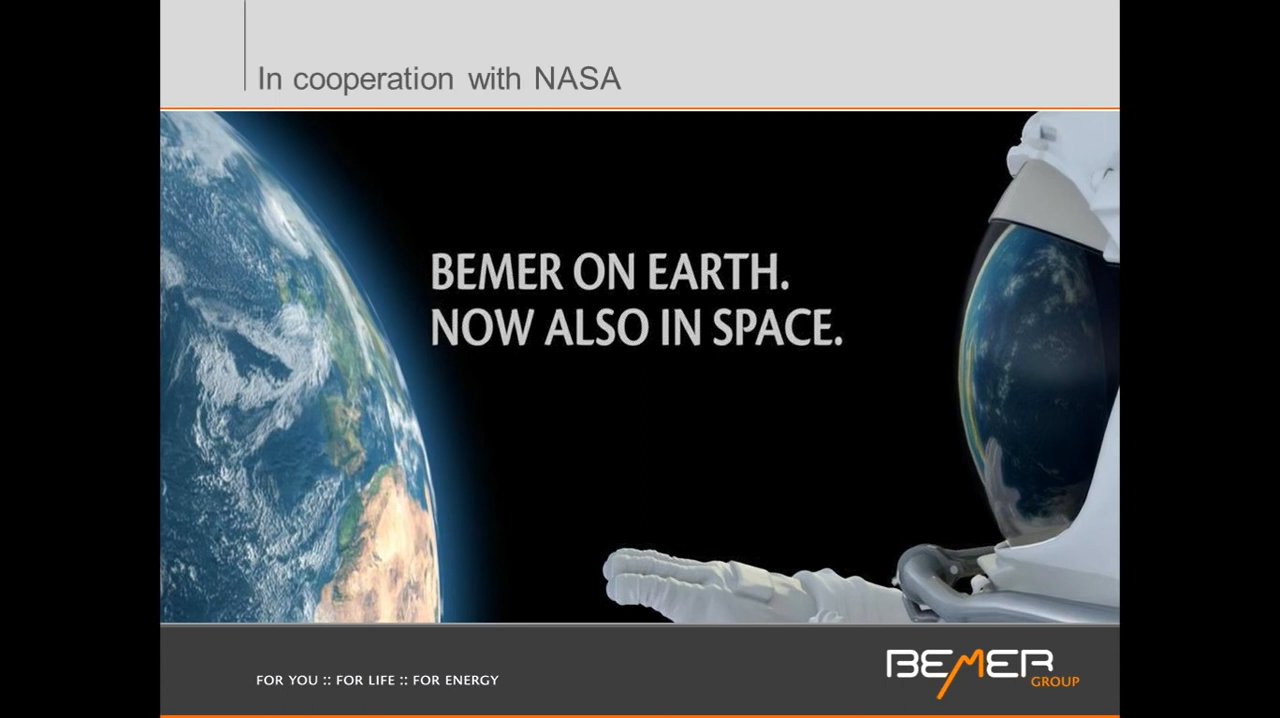 In cooperation with NASA
BEMER ON EARTH.
NOW ALSO IN SPACE.
FOR YOU :: FOR LIFE :: FOR ENERGY
BEMER
GROUP